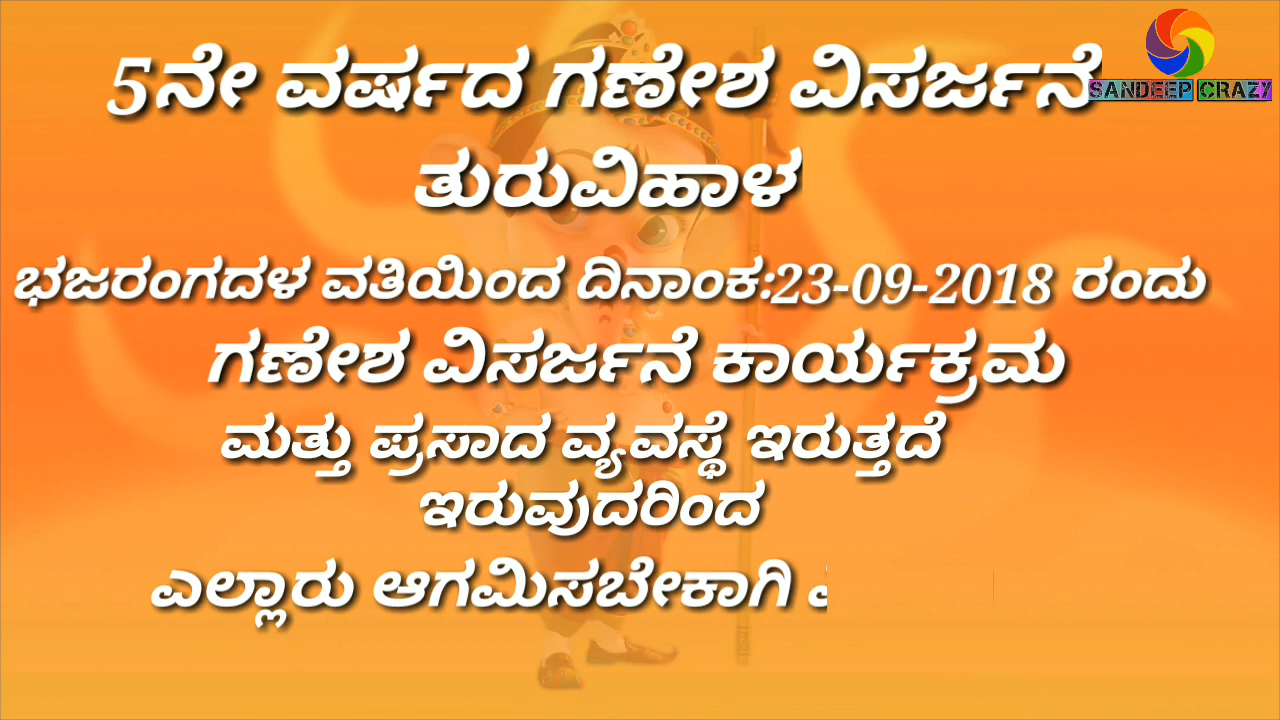 5ನೇ ವರ್ಷದ ಗಣೇಶ ವಿಸರ್ಜನೆ
SANDEEP CRAZY
ತುರುವಿಹಾಳ
ಭಜರಂಗದಳ ವತಿಯಿಂದ ದಿನಾಂಕ:23-09-2018 ರಂದು
ಗಣೇಶ ವಿಸರ್ಜನೆ ಕಾರ್ಯಕ್ರಮ
ಮತ್ತು ಪ್ರಸಾದ ವ್ಯವಸ್ಥೆ ಇರುತ್ತದೆ
ಇರುವುದರಿಂದ
ಎಲ್ಲಾರು ಆಗಮಿಸಬೇಕಾಗಿ